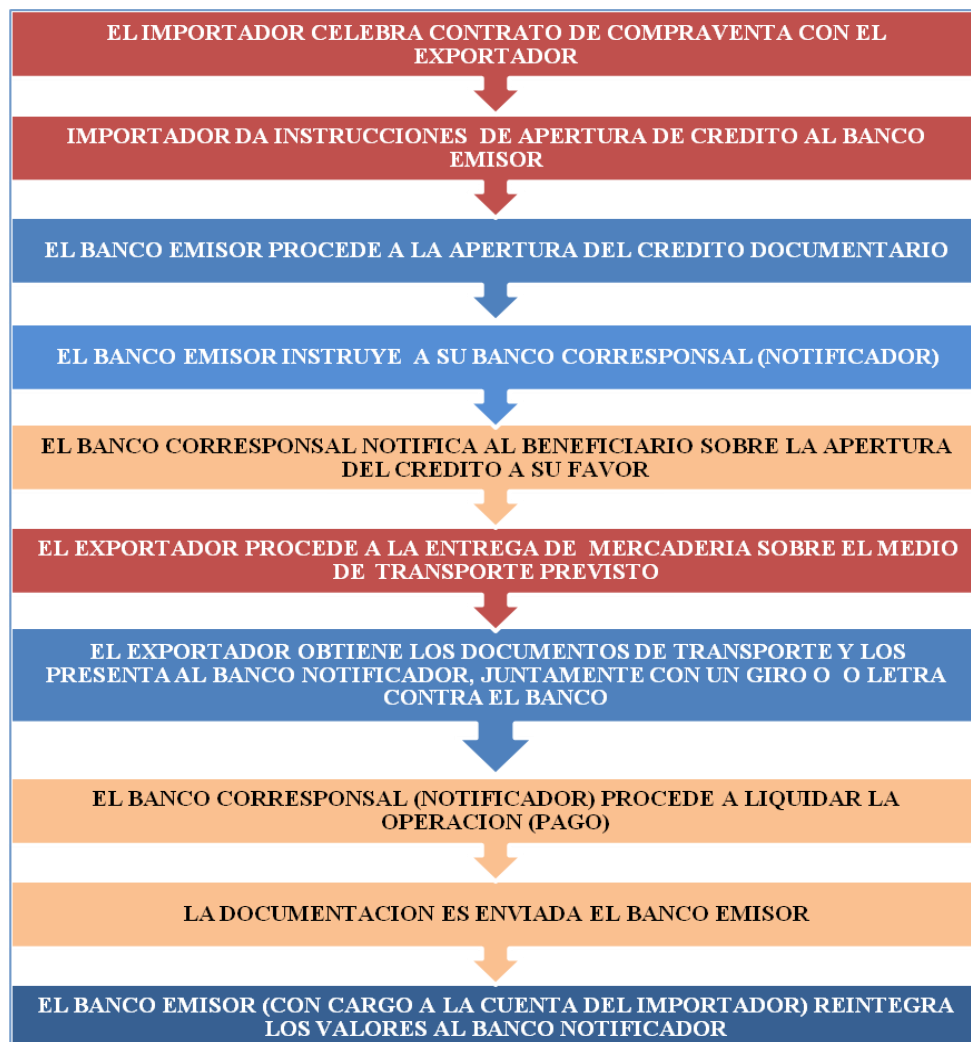 EL IMPORTADOR CELEBRA CONTRATO DE COMPRAVENTA CON EL
EXPORTADOR
IMPORTADOR DA INSTRUCCIONES DE APERTURA DE CREDITO AL BANCO
EMISOR
EL BANCO EMISOR PROCEDE A LA APERTURA DEL CREDITO DOCUMENTARIO
EL BANCO EMISOR INSTRUYE A SU BANCO CORRESPONSAL (NOTIFICADOR)
EL BANCO CORRESPONSAL NOTIFICA AL BENEFICIARIO SOBRE LA APERTURA
DEL CREDITO A SU FAVOR
EL EXPORTADOR PROCEDE A LA ENTREGA DE MERCADERIA SOBRE EL MEDIO
DE TRANSPORTE PREVISTO
EL EXPORTADOR OBTIENE LOS DOCUMENTOS DE TRANSPORTE Y LOS
PRESENTA AL BANCO NOTIFICADOR, JUNTAMENTE CON UN GIRO O O LETRA
CONTRA EL BANCO
EL BANCO CORRESPONSAL (NOTIFICADOR) PROCEDE A LIQUIDAR LA
OPERACION (PAGO)
LA DOCUMENTACION ES ENVIADA EL BANCO EMISOR
EL BANCO EMISOR (CON CARGO A LA CUENTA DEL IMPORTADOR) REINTEGRA
LOS VALORES AL BANCO NOTIFICADOR